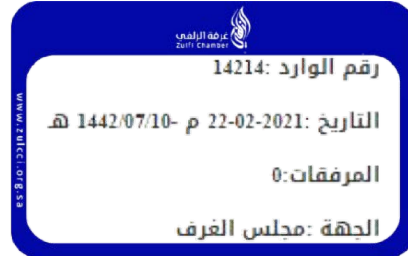 غرفة الزلفي
Zulfi Chamber
رقم الوارد :14214
التاريخ :2021-02-22 م -1442/07/10 هـ
المرفقات:0
الجهة :مجلس الغرف
www.zulcci.org.sa